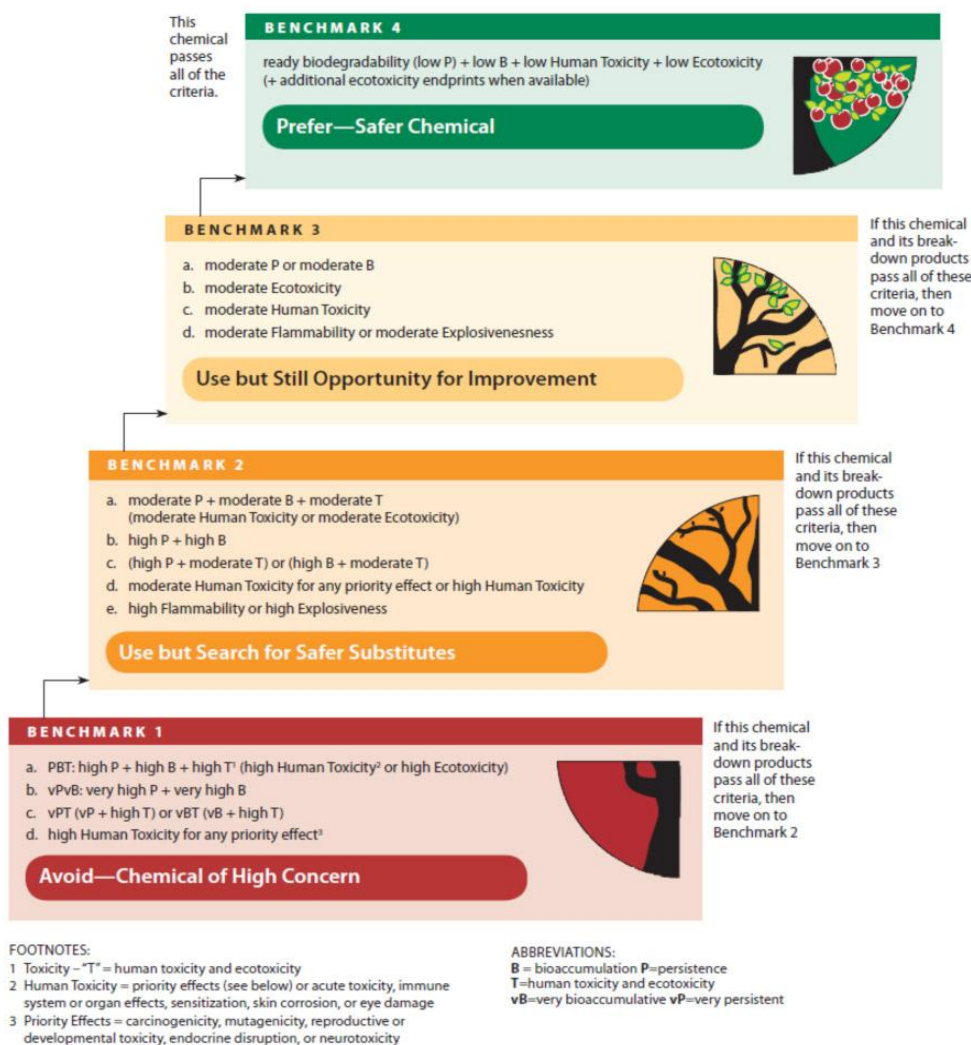 This
chemical
passes
all of the
criteria.
BENCHMARK 4
ready biodegradability (low P) + low B + low Human Toxicity + low Ecotoxicity
(+ additional ecotoxicity endprints when available)
Prefer—Safer Chemical
BENCHMARK 3
a. moderate P or moderate B
b. moderate Ecotoxicity
c. moderate Human Toxicity
d. moderate Flammability or moderate Explosivenesness
Use but Still Opportunity for Improvement
If this chemical
and its break-
down products
pass all of these
criteria, then
move on to
Benchmark 4
BENCHMARK 2
a. moderate P + moderate B + moderate T
(moderate Human Toxicity or moderate Ecotoxicity)
b. high P + high B
c. (high P + moderate T) or (high B + moderate T)
d. moderate Human Toxicity for any priority effect or high Human Toxicity
e. high Flammability or high Explosiveness
Use but Search for Safer Substitutes
If this chemical
and its break-
down products
pass all of these
criteria, then
move on to
Benchmark 3
BENCHMARK 1
a. PBT: high P + high B + high T¹ (high Human Toxicity² or high Ecotoxicity)
b. vPvB: very high P + very high B
c. vPT (vP + high T) or vBT (vB + high T)
d. high Human Toxicity for any priority effect³
Avoid—Chemical of High Concern
If this chemical
and its break-
down products
pass all of these
criteria, then
move on to
Benchmark 2
FOOTNOTES:
1 Toxicity – “T” = human toxicity and ecotoxicity
2 Human Toxicity = priority effects (see below) or acute toxicity, immune
system or organ effects, sensitization, skin corrosion, or eye damage
3 Priority Effects = carcinogenicity, mutagenicity, reproductive or
developmental toxicity, endocrine disruption, or neurotoxicity
ABBREVIATIONS:
B = bioaccumulation P=persistence
T=human toxicity and ecotoxicity
vB=very bioaccumulative vP=very persistent